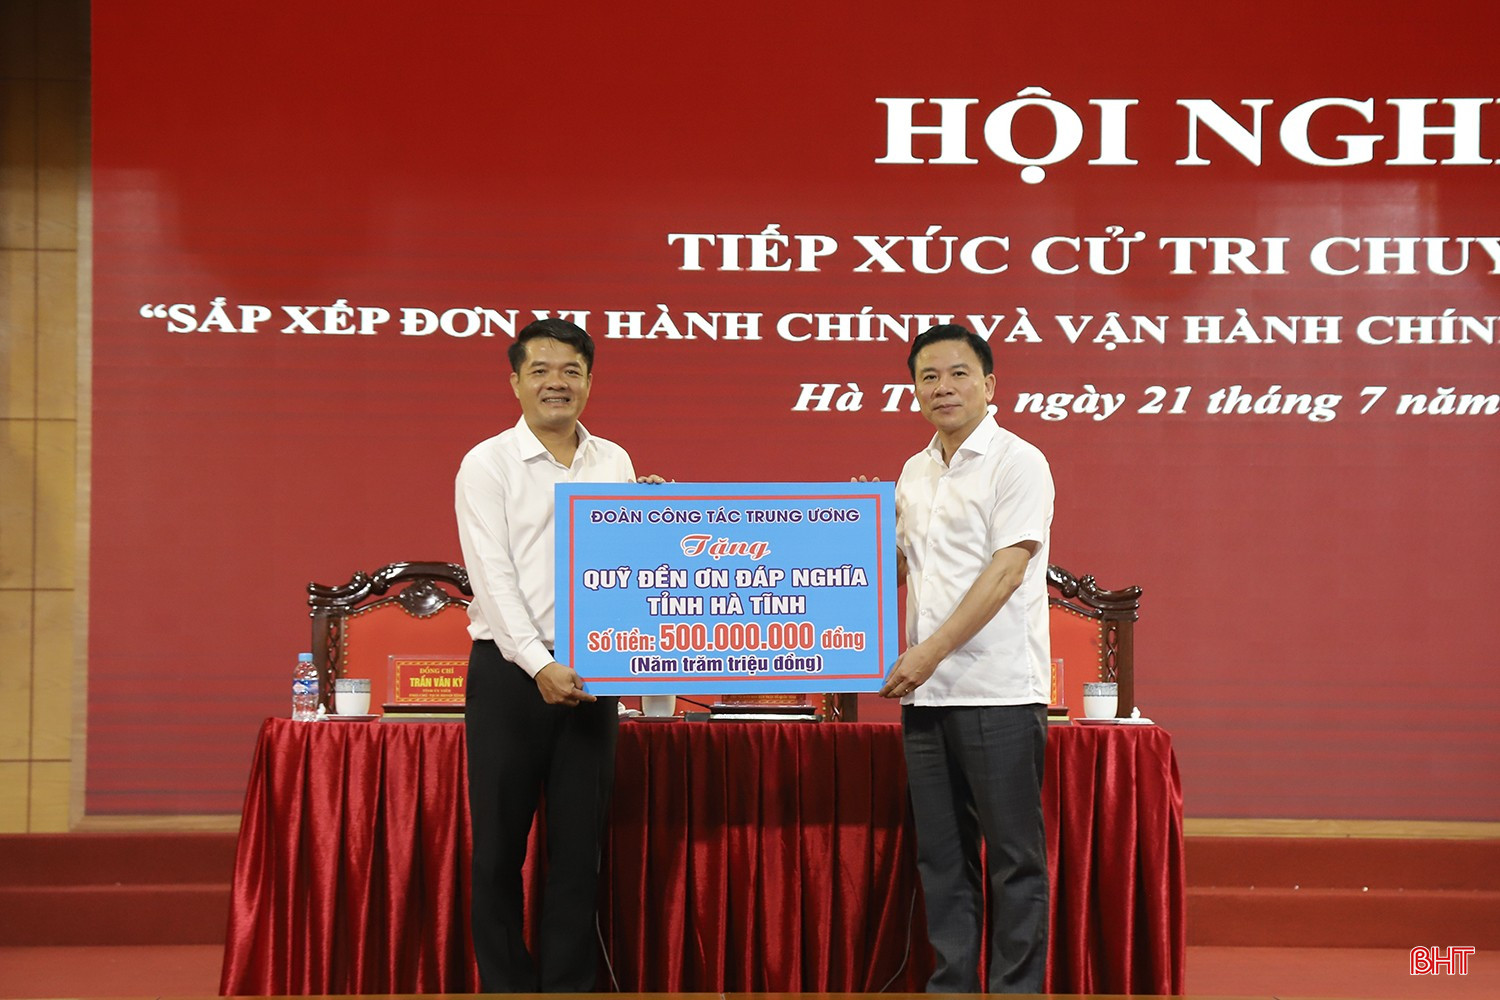 HỘI NGH
TIẾP XÚC CỬ TRI CHUY
“SẮP XẾP ĐƠN VỊ HÀNH CHÍNH VÀ VẬN HÀNH CHÍN
Hà T , ngày 21 tháng 7 năm
ĐOÀN CÔNG TÁC TRUNG ƯƠNG
Tặng
QUỸ ĐỀN ƠN ĐÁP NGHĨA
TỈNH HÀ TĨNH
Số tiền: 500.000.000 đồng
(Năm trăm triệu đồng)
ĐỒNG CHÍ
TRẦN VĂN KỲ
BHT